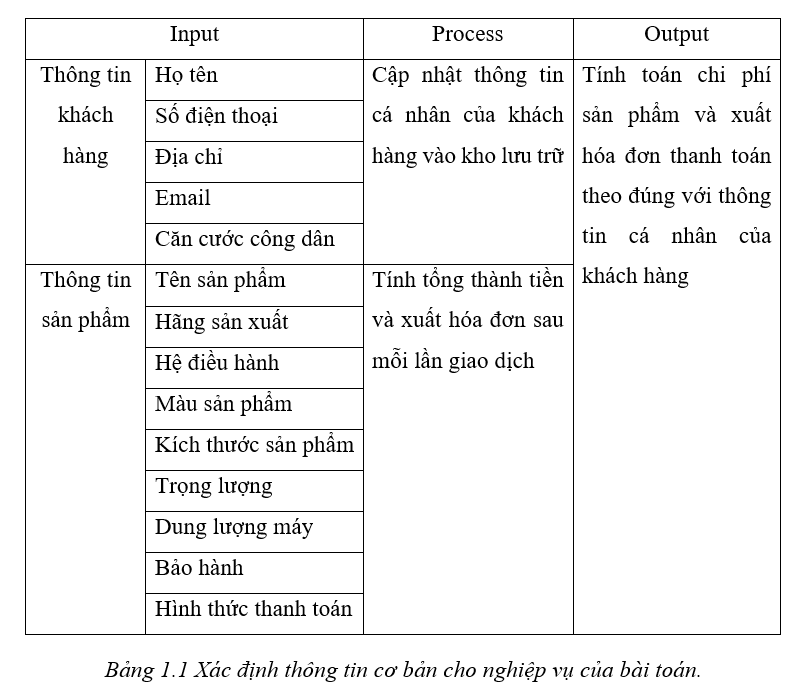 Input
Process
Output
Thông tin
khách
hàng
Họ tên
Số điện thoại
Địa chỉ
Email
Căn cước công dân
Cập nhật thông tin
cá nhân của khách
hàng vào kho lưu trữ
Tính toán chi phí
sản phẩm và xuất
hóa đơn thanh toán
theo đúng với thông
tin cá nhân của
khách hàng
Thông tin
sản phẩm
Tên sản phẩm
Hãng sản xuất
Hệ điều hành
Màu sản phẩm
Kích thước sản phẩm
Trọng lượng
Dung lượng máy
Bảo hành
Hình thức thanh toán
Tính tổng thành tiền
và xuất hóa đơn sau
mỗi lần giao dịch
Bảng 1.1 Xác định thông tin cơ bản cho nghiệp vụ của bài toán.